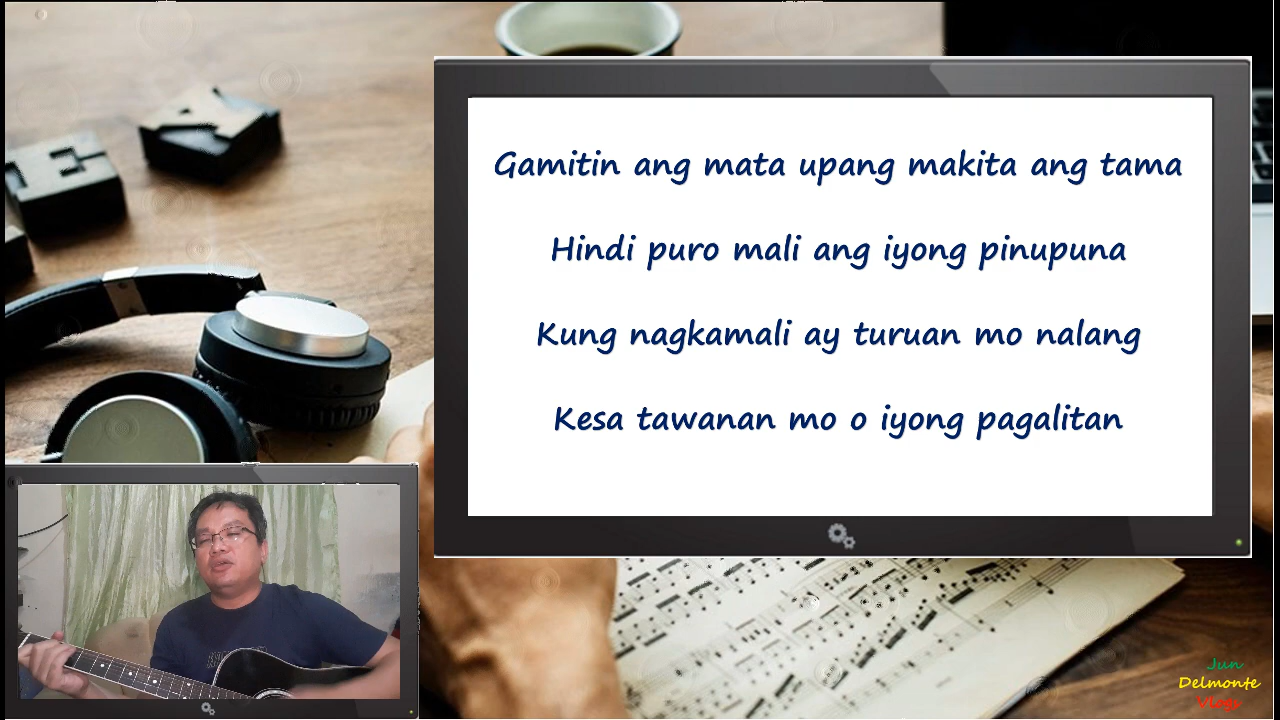 Gamitin ang mata upang makita ang tama
Hindi puro mali ang iyong pinupuna
Kung nagkamali ay turuan mo nalang
Kesa tawanan mo o iyong pagalitan
Jun
Delmonte
Vlogs